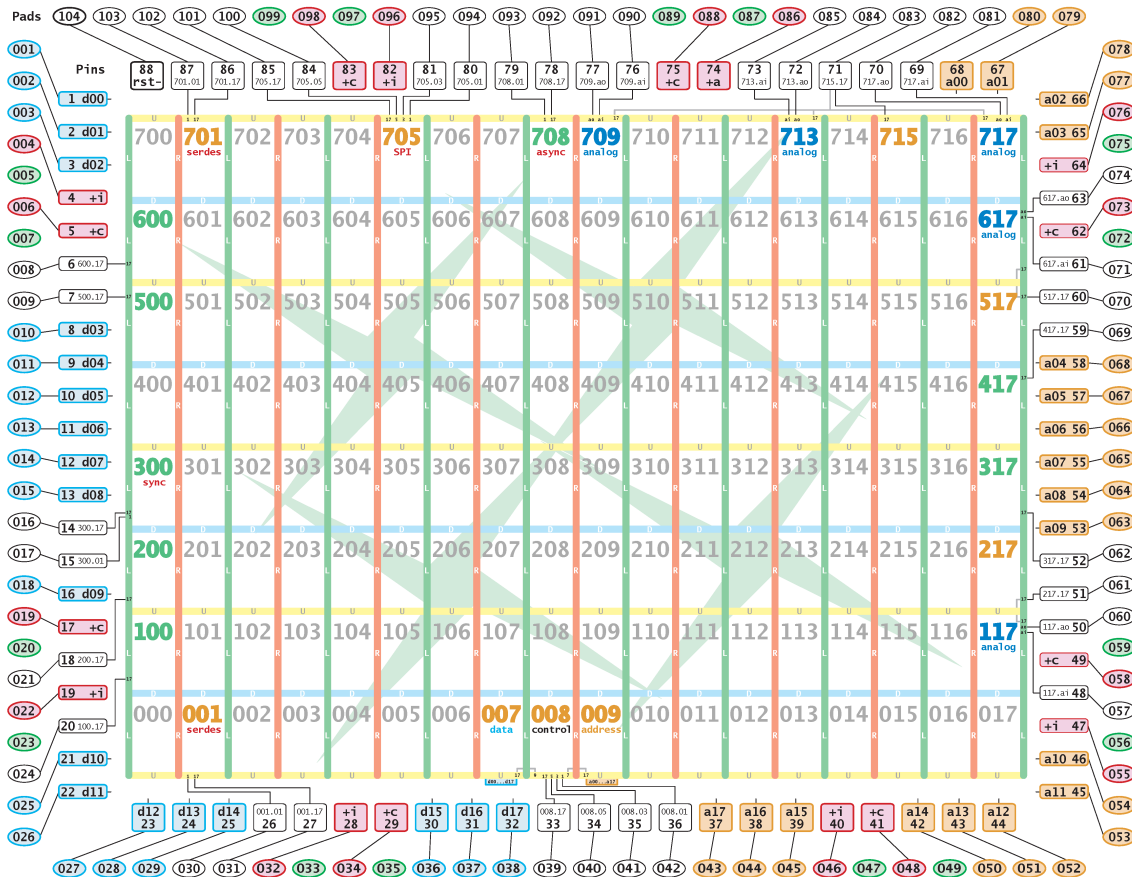 Pads 104 103 102 101 100 099 098 097 096 095 094 093 092 091 090 089 088 087 086 085 084 083 082 081 080 079
001 078
Pins 88 87 86 85 84 83 82 81 80 79 78 77 76 75 74 73 72 71 70 69 68 67
rst- 701.01 701.17 705.17 705.05 +c +i 705.03 705.01 708.01 708.17 709.ao 709.ai +c +a 713.ai 713.ao 715.17 717.ao 717.ai a00 a01
002 077
1 d00 a02 66
003 076
2 d01 a03 65
004 075
3 d02 +i 64
005 074
4 +i 617.ao 63
006 073
5 +c +c 62
007 072
6 600.17 617.ai 61
008 071
7 500.17 517.17 60
009 070
8 d03 417.17 59
010 069
9 d04 a04 58
011 068
10 d05 a05 57
012 067
11 d06 a06 56
013 066
12 d07 a07 55
014 065
13 d08 a08 54
015 064
14 300.17 a09 53
016 063
15 300.01 317.17 52
017 062
16 d09 217.17 51
018 061
17 +c 117.ao 50
019 060
18 200.17 +c 49
020 059
19 +i 117.ai 48
021 058
20 100.17 +i 47
022 057
21 d10 a10 46
023 056
22 d11 a11 45
024 055
025 054
026 053
700 701 702 703 704 705 706 707 708 709 710 711 712 713 714 715 716 717
serdes SPI async analog analog analog
600 601 602 603 604 605 606 607 608 609 610 611 612 613 614 615 616 617
analog
500 501 502 503 504 505 506 507 508 509 510 511 512 513 514 515 516 517
400 401 402 403 404 405 406 407 408 409 410 411 412 413 414 415 416 417
300 301 302 303 304 305 306 307 308 309 310 311 312 313 314 315 316 317
sync
200 201 202 203 204 205 206 207 208 209 210 211 212 213 214 215 216 217
100 101 102 103 104 105 106 107 108 109 110 111 112 113 114 115 116 117
analog
000 001 002 003 004 005 006 007 008 009 010 011 012 013 014 015 016 017
serdes data control address
d00...d17 a00...a17
d12 d13 d14 001.01 001.17 +i +c d15 d16 d17 008.17 008.05 008.03 008.01 a17 a16 a15 +i +c a14 a13 a12
23 24 25 26 27 28 29 30 31 32 33 34 35 36 37 38 39 40 41 42 43 44
027 028 029 030 031 032 033 034 035 036 037 038 039 040 041 042 043 044 045 046 047 048 049 050 051 052